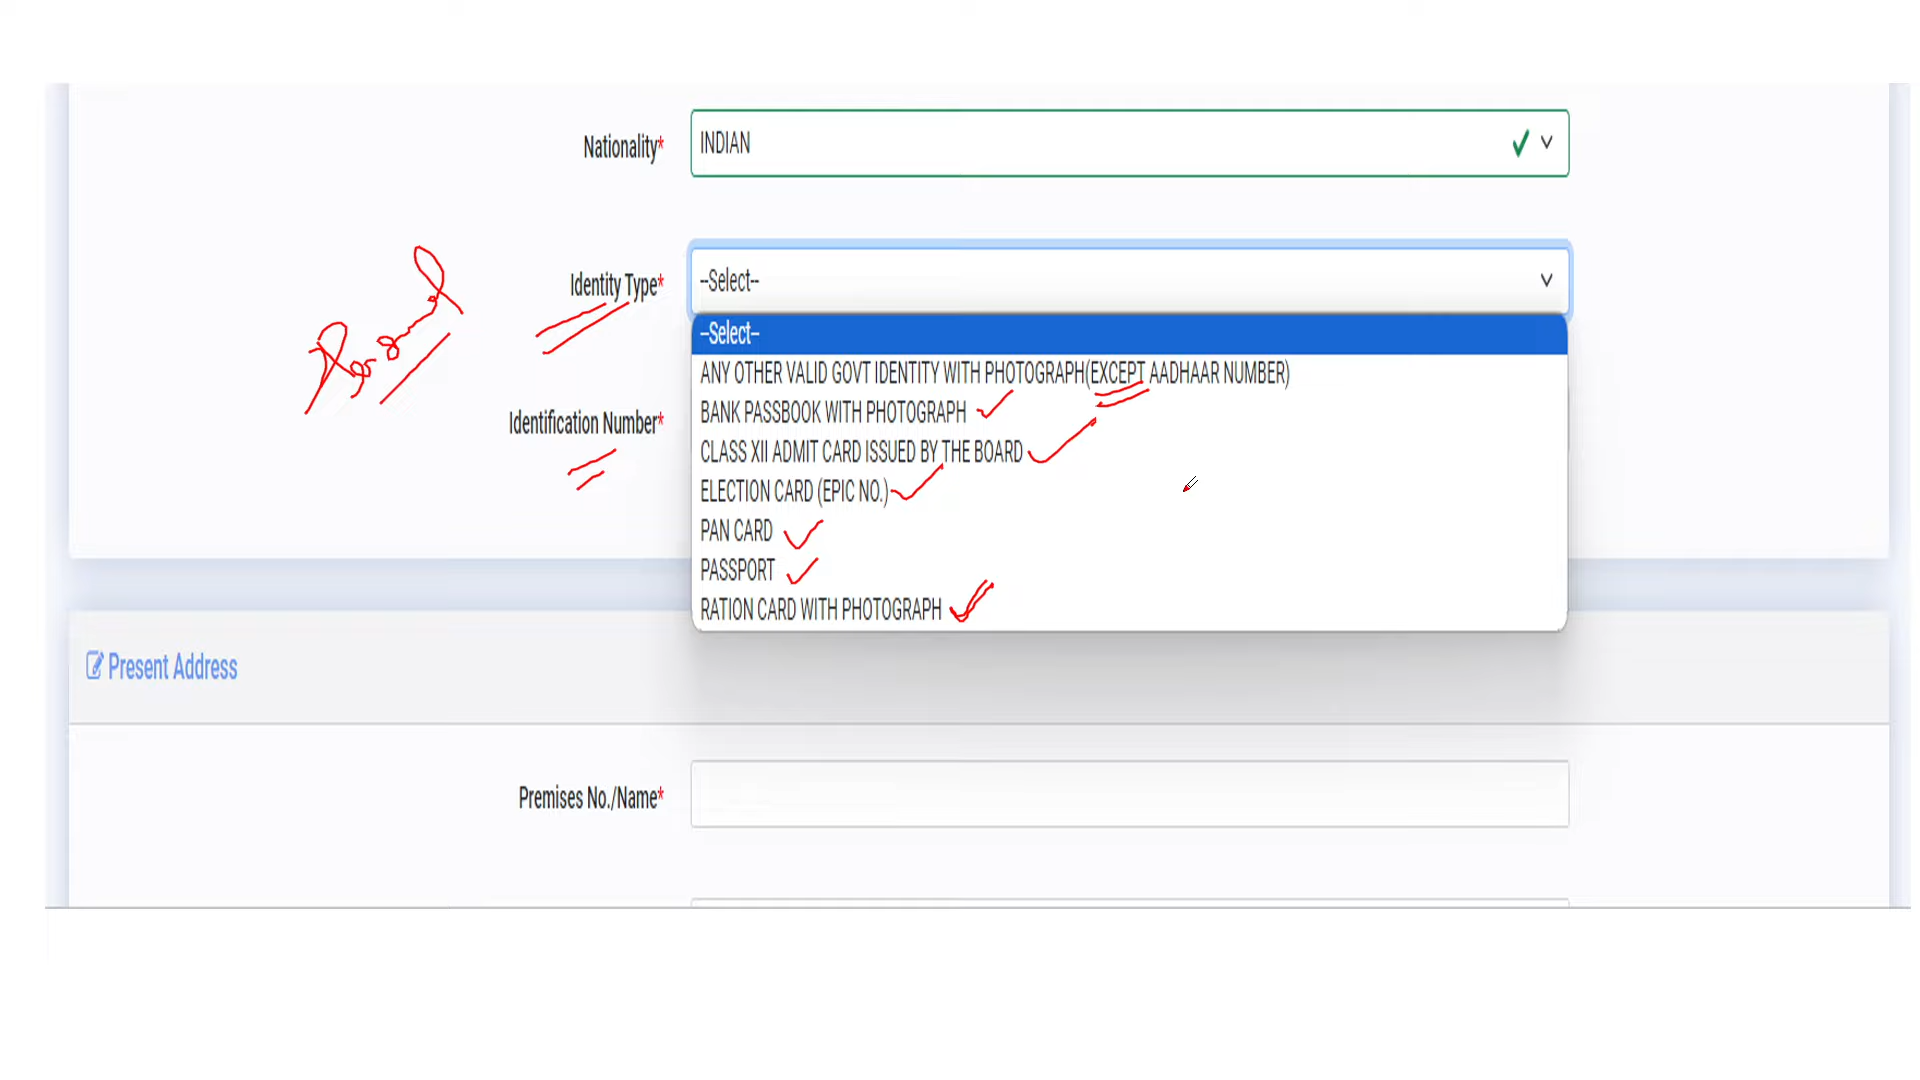 Nationality*
INDIAN
Identity Type*
--Select--
--Select--
ANY OTHER VALID GOVT IDENTITY WITH PHOTOGRAPH(EXCEPT AADHAAR NUMBER)
BANK PASSBOOK WITH PHOTOGRAPH
Identification Number*
CLASS XII ADMIT CARD ISSUED BY THE BOARD
ELECTION CARD (EPIC NO.)
PAN CARD
PASSPORT
RATION CARD WITH PHOTOGRAPH
Present Address
Premises No./Name*